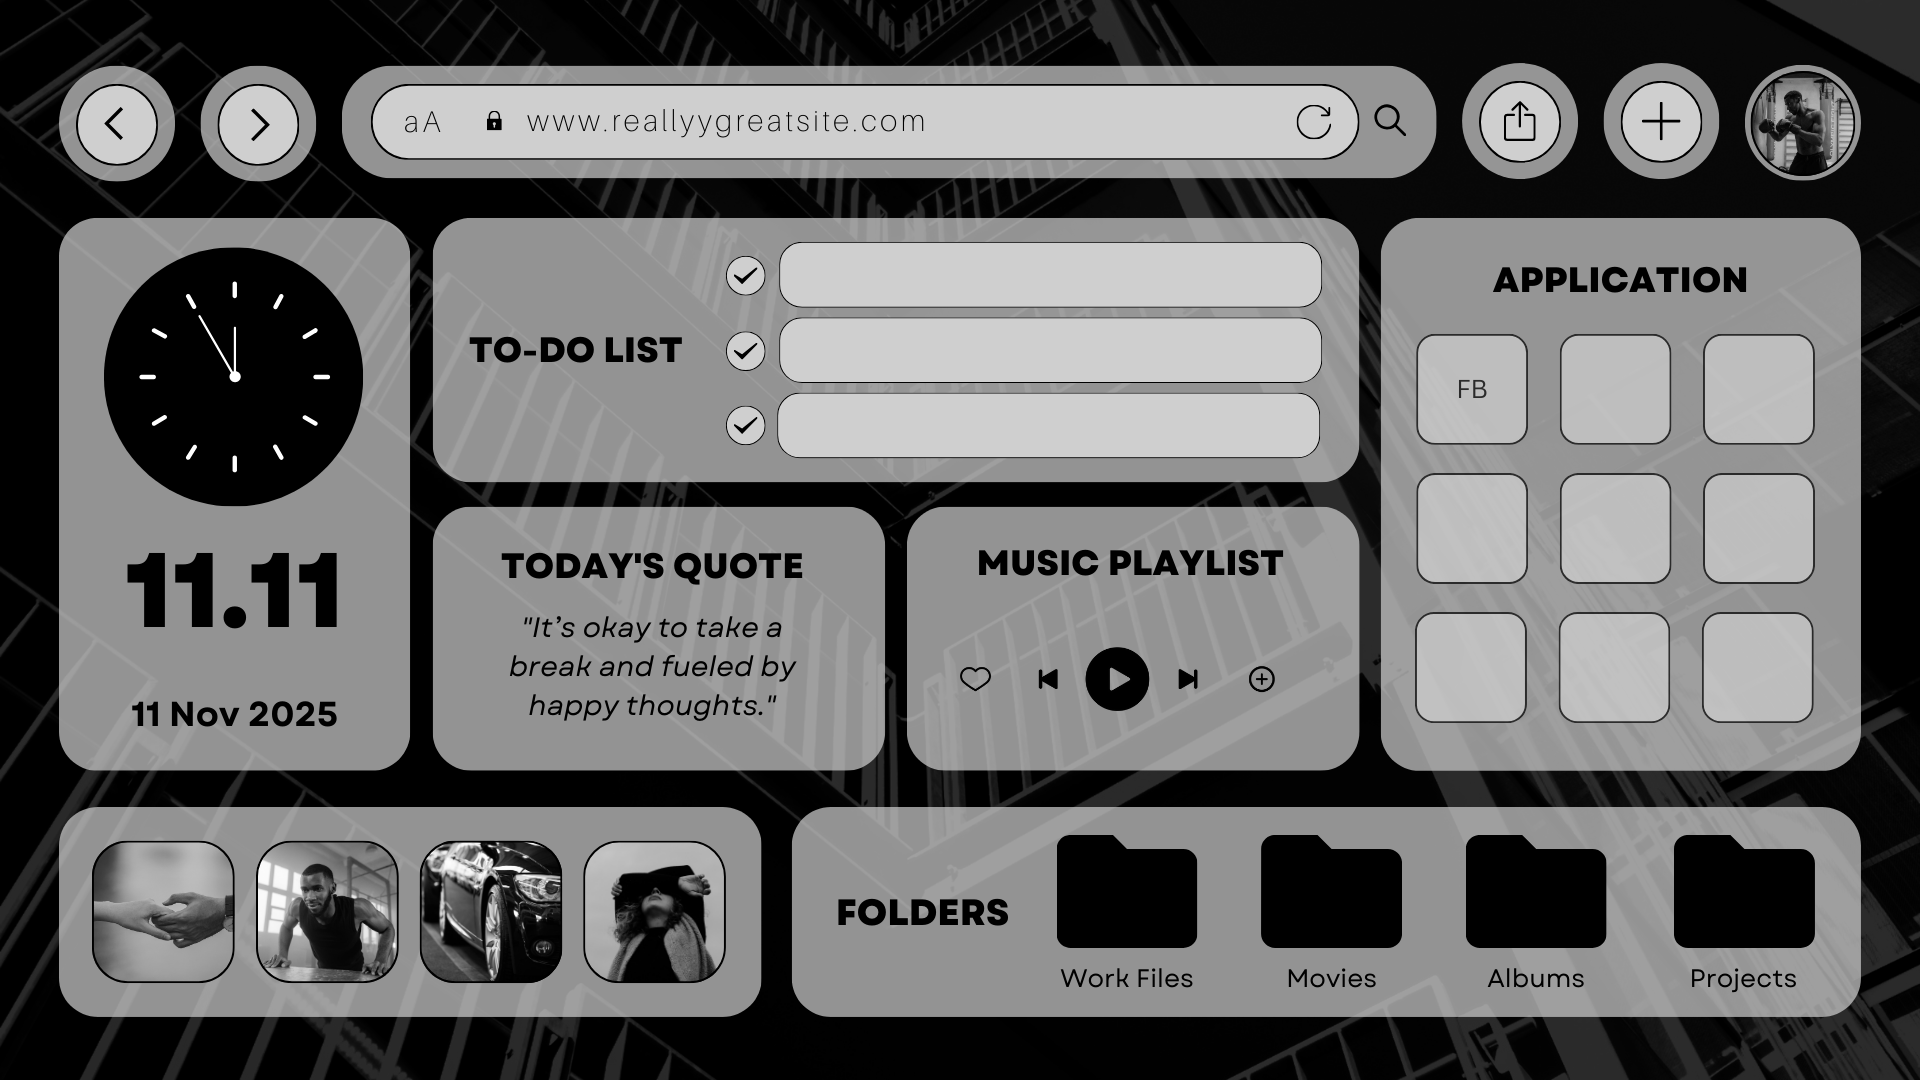 aA www.reallyygreatsite.com
11.11
11 Nov 2025
TO-DO LIST
TODAY'S QUOTE
"It’s okay to take a
break and fueled by
happy thoughts."
MUSIC PLAYLIST
APPLICATION
FB
FOLDERS
Work Files
Movies
Albums
Projects